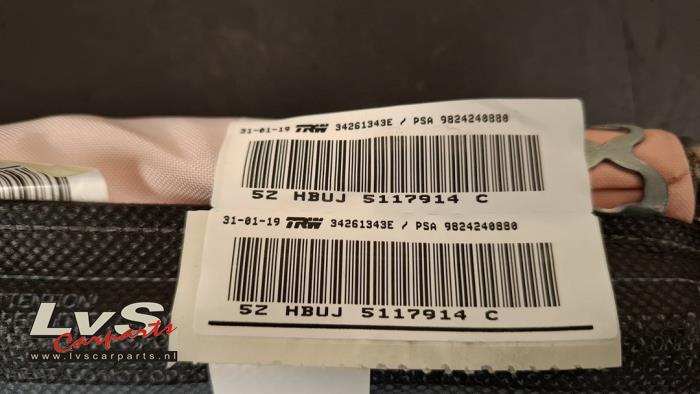 31-01-19 TRW 34261343E / PSA 9824240880
5Z HBUJ 5117914 C
31-01-19 TRW 34261343E / PSA 9824240880
5Z HBUJ 5117914 C
LvS
Carparts
www.lvscarparts.nl